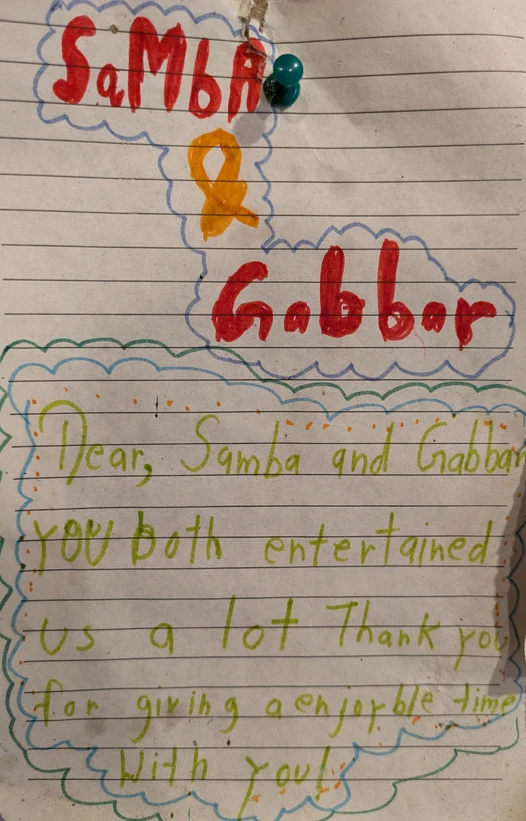 SaMbA
&
Gabbar
Dear, Samba and Gabbar
you both entertained
us a lot Thank you
for giving a enjoyble time
With you!